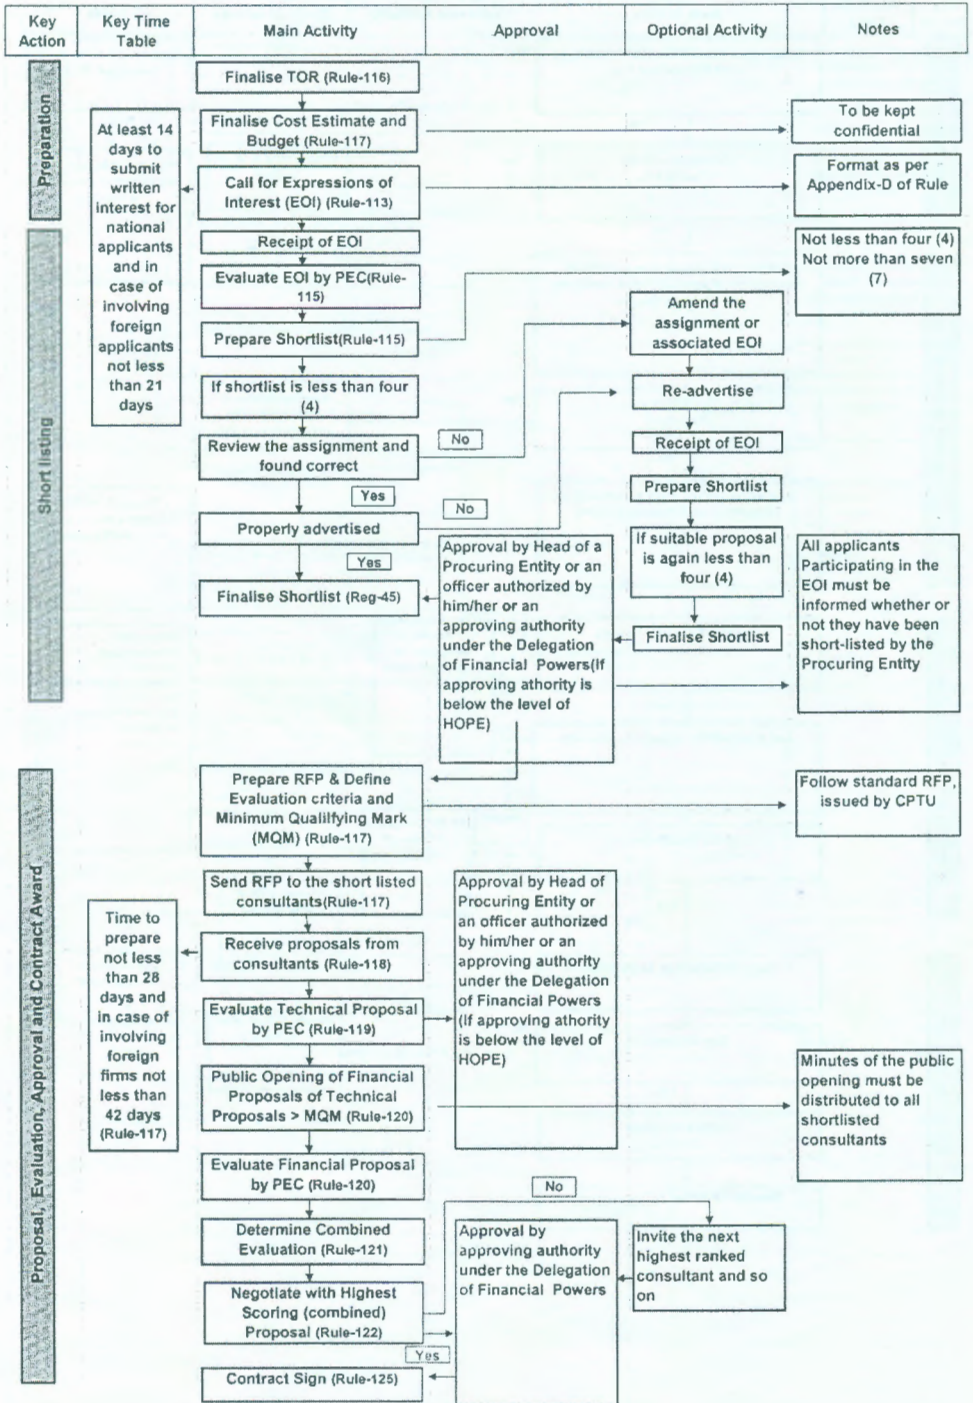 Key
Action
Key Time
Table
Main Activity
Approval
Optional Activity
Notes
Preparation
Finalise TOR (Rule-116)
Finalise Cost Estimate and
Budget (Rule-117)
To be kept
confidential
At least 14
days to
submit
written
interest for
national
applicants
and in
case of
involving
foreign
applicants
not less
than 21
days
Call for Expressions of
Interest (EOI) (Rule-113)
Format as per
Appendix-D of Rule
Short listing
Receipt of EOI
Evaluate EOI by PEC(Rule-
115)
Not less than four (4)
Not more than seven
(7)
Prepare Shortlist(Rule-115)
Amend the
assignment or
associated EOI
If shortlist is less than four
(4)
Re-advertise
Review the assignment and
found correct
No
Receipt of EOI
Yes
Prepare Shortlist
Properly advertised
No
Yes
If suitable proposal
is again less than
four (4)
Finalise Shortlist (Reg-45)
Approval by Head of a
Procuring Entity or an
officer authorized by
him/her or an
approving authority
under the Delegation
of Financial Powers(If
approving athority is
below the level of
HOPE)
Finalise Shortlist
All applicants
Participating in the
EOI must be
informed whether or
not they have been
short-listed by the
Procuring Entity
Proposal, Evaluation, Approval and Contract Award
Prepare RFP & Define
Evaluation criteria and
Minimum Qualifying Mark
(MQM) (Rule-117)
Follow standard RFP,
issued by CPTU
Send RFP to the short listed
consultants(Rule-117)
Time to
prepare
not less
than 28
days and
in case of
involving
foreign
firms not
less than
42 days
(Rule-117)
Receive proposals from
consultants (Rule-118)
Approval by Head of
Procuring Entity or
an officer authorized
by him/her or an
approving authority
under the Delegation
of Financial Powers
(If approving athority
is below the level of
HOPE)
Evaluate Technical Proposal
by PEC (Rule-119)
Public Opening of Financial
Proposals of Technical
Proposals > MQM (Rule-120)
Minutes of the public
opening must be
distributed to all
shortlisted
consultants
Evaluate Financial Proposal
by PEC (Rule-120)
No
Determine Combined
Evaluation (Rule-121)
Approval by
approving authority
under the Delegation
of Financial Powers
Invite the next
highest ranked
consultant and so
on
Negotiate with Highest
Scoring (combined)
Proposal (Rule-122)
Yes
Contract Sign (Rule-125)